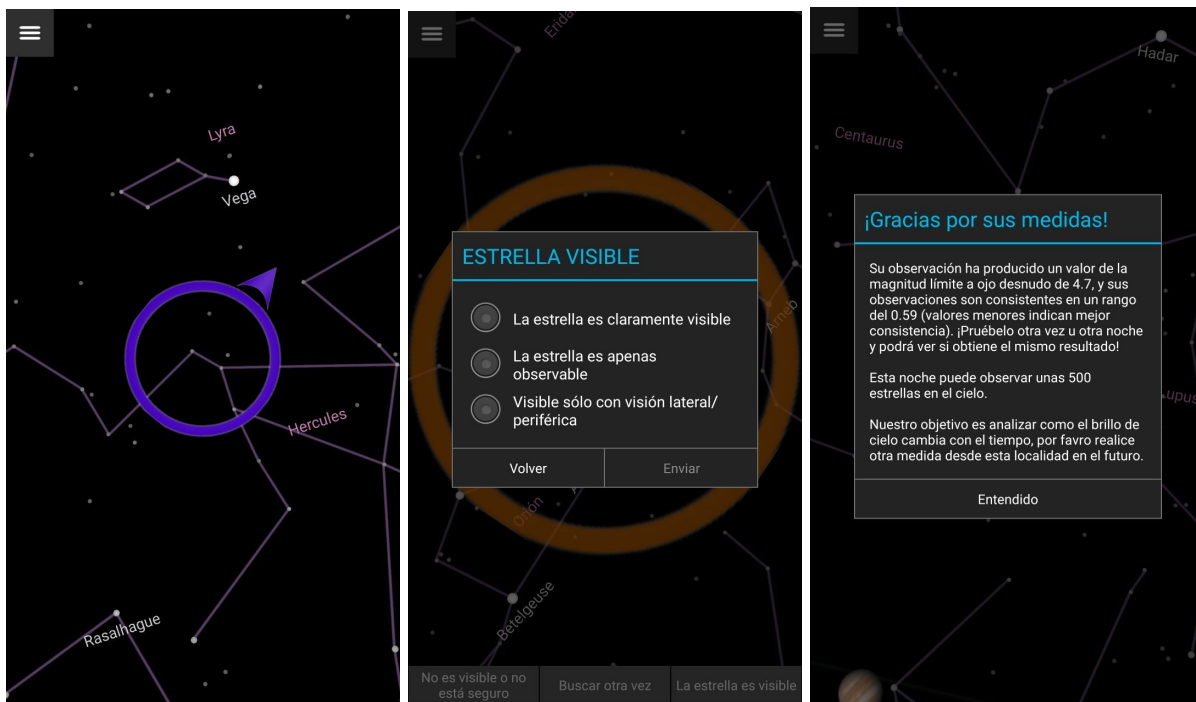 Lyra
Vega
Hercules
Rasalhague
ESTRELLA VISIBLE
La estrella es claramente visible
La estrella es apenas
observable
Visible sólo con visión lateral/
periférica
Volver
Enviar
Arneb
Orión
Betelgeuse
No es visible o no
está seguro
Buscar otra vez
La estrella es visible
Hadar
Centaurus
¡Gracias por sus medidas!
Su observación ha producido un valor de la
magnitud límite a ojo desnudo de 4.7, y sus
observaciones son consistentes en un rango
del 0.59 (valores menores indican mejor
consistencia). ¡Pruébelo otra vez u otra noche
y podrá ver si obtiene el mismo resultado!
Esta noche puede observar unas 500
estrellas en el cielo.
Nuestro objetivo es analizar como el brillo de
cielo cambia con el tiempo, por favro realice
otra medida desde esta localidad en el futuro.
Entendido